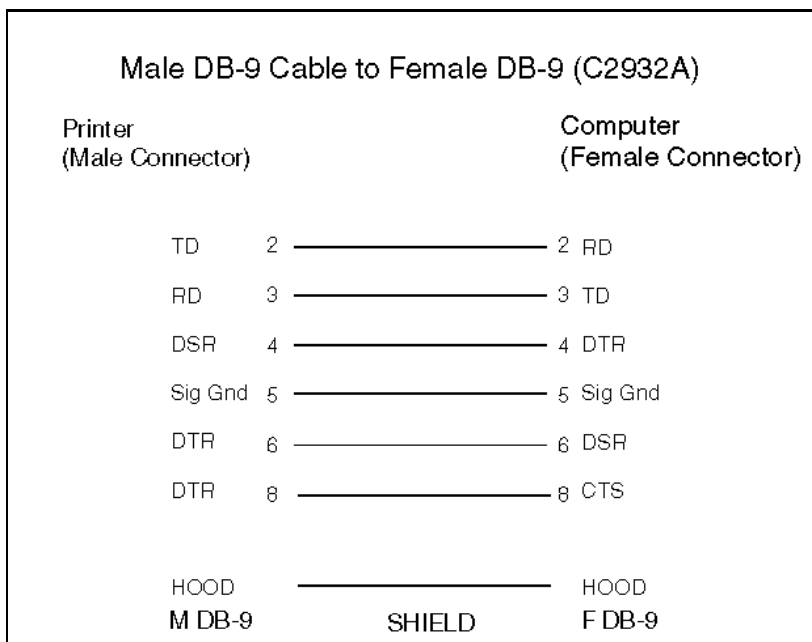 Male DB-9 Cable to Female DB-9 (C2932A)
Printer
(Male Connector)
Computer
(Female Connector)
TD 2 2 RD
RD 3 3 TD
DSR 4 4 DTR
Sig Gnd 5 5 Sig Gnd
DTR 6 6 DSR
DTR 8 8 CTS
HOOD HOOD
M DB-9 SHIELD F DB-9